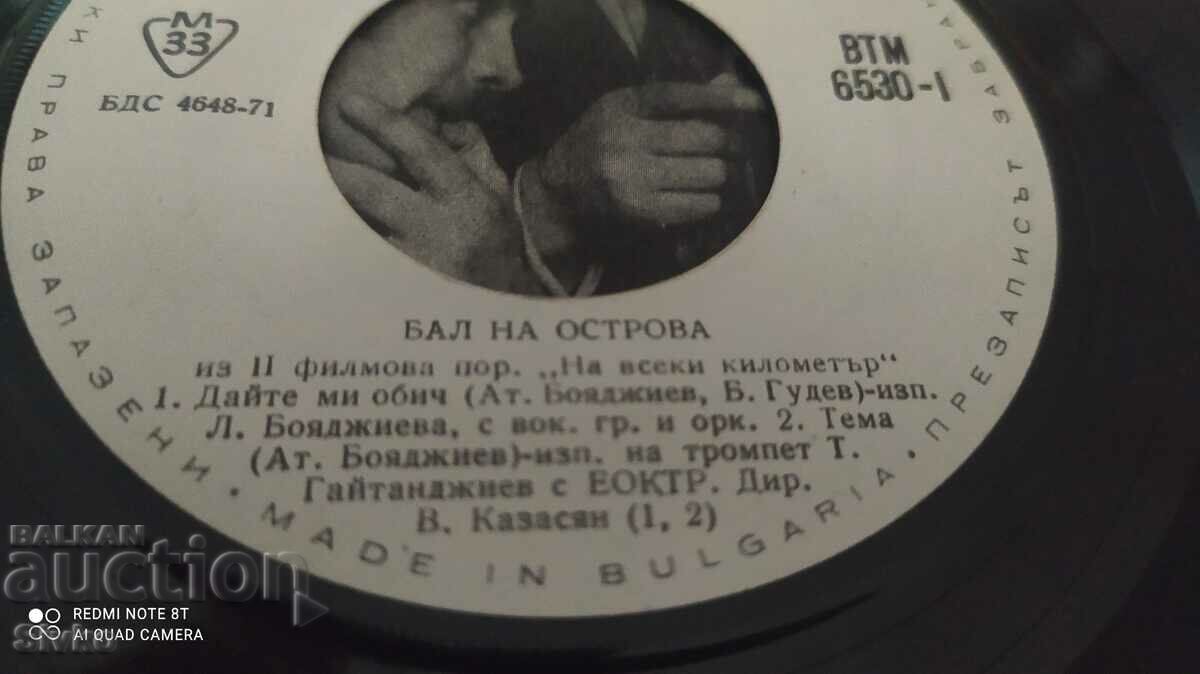 М
33
БДС 4648-71
ВТМ
6530-I
БАЛ НА ОСТРОВА
из II филмова пор. „На всеки километър“
1. Дайте ми обич (Ат. Бояджиев, Б. Гудев)-изп.
Л. Бояджиева, с вок. гр. и орк. 2. Тема
(Ат. Бояджиев)-изп. на тромпет Т.
Гайтанджиев с ЕОКТР. Дир.
В. Казасян (1, 2)
ПРАВА ЗАПАЗЕНИ · MADE IN BULGARIA · ПРЕЗАПИСЪТ
BALKAN
auction
REDMI NOTE 8T
AI QUAD CAMERA
Sivko